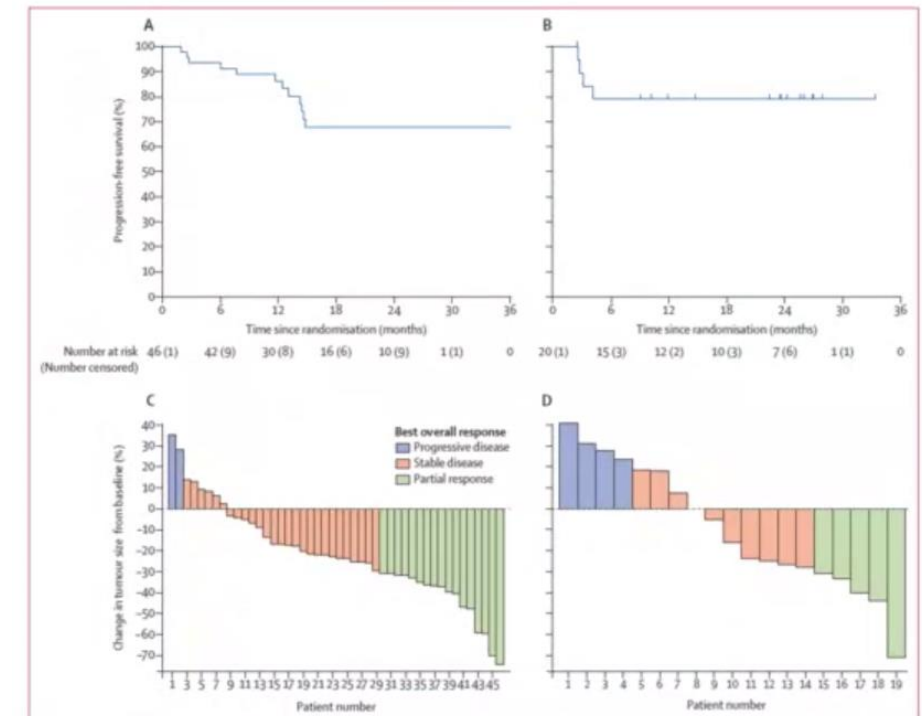 A
B
100
90
80
70
60
50
40
30
20
10
0
Progression-free survival (%)
0 6 12 18 24 30 36
0 6 12 18 24 30 36
Time since randomisation (months)
Time since randomisation (months)
Number at risk 46 (1) 42 (9) 30 (8) 16 (6) 10 (9) 1 (1) 0
20 (1) 15 (3) 12 (2) 10 (3) 7 (6) 1 (1) 0
(Number censored)
C
D
40
30
20
10
0
-10
-20
-30
-40
-50
-60
-70
Change in tumour size from baseline (%)
Best overall response
Progressive disease
Stable disease
Partial response
1 3 5 7 9 11 13 15 17 19 21 23 25 27 29 31 33 35 37 39 41 43 45
1 2 3 4 5 6 7 8 9 10 11 12 13 14 15 16 17 18 19
Patient number
Patient number